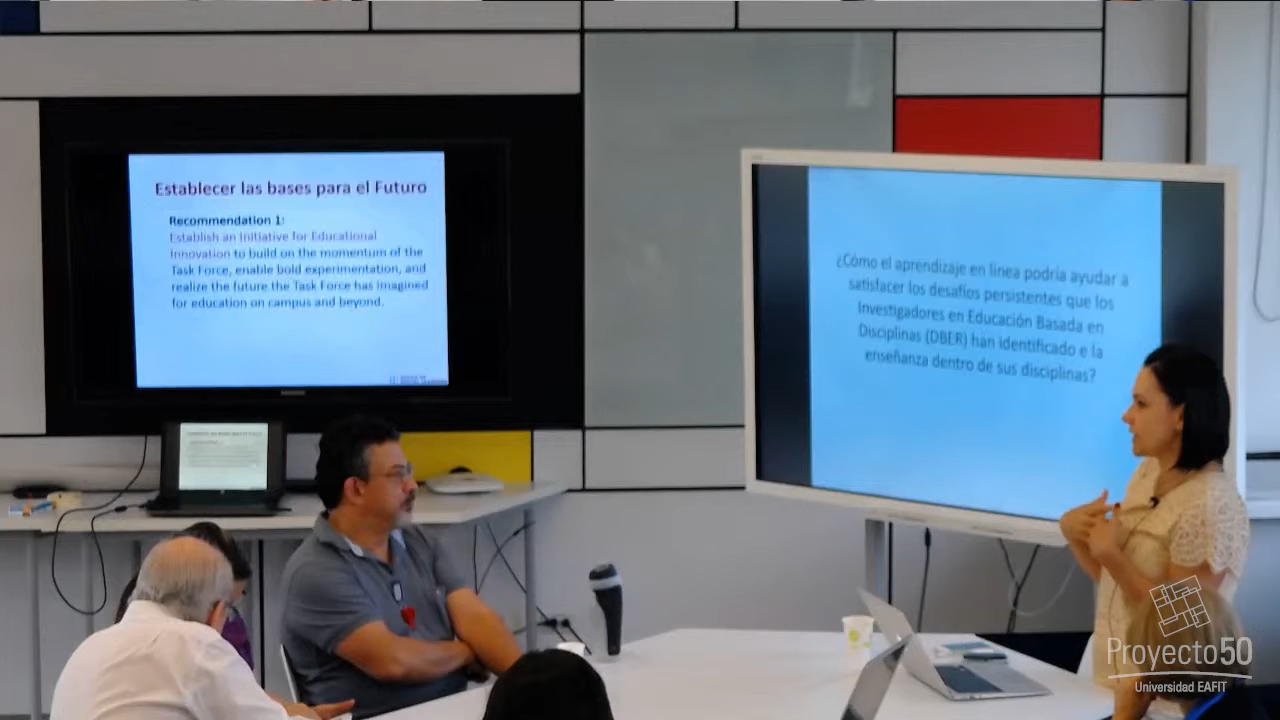 Establecer las bases para el Futuro
Recommendation 1:
Establish an Initiative for Educational
Innovation to build on the momentum of the
Task Force, enable bold experimentation, and
realize the future the Task Force has imagined
for education on campus and beyond.
¿Cómo el aprendizaje en línea podría ayudar a
satisfacer los desafíos persistentes que los
Investigadores en Educación Basada en
Disciplinas (DBER) han identificado e la
enseñanza dentro de sus disciplinas?
Proyecto50
Universidad EAFIT